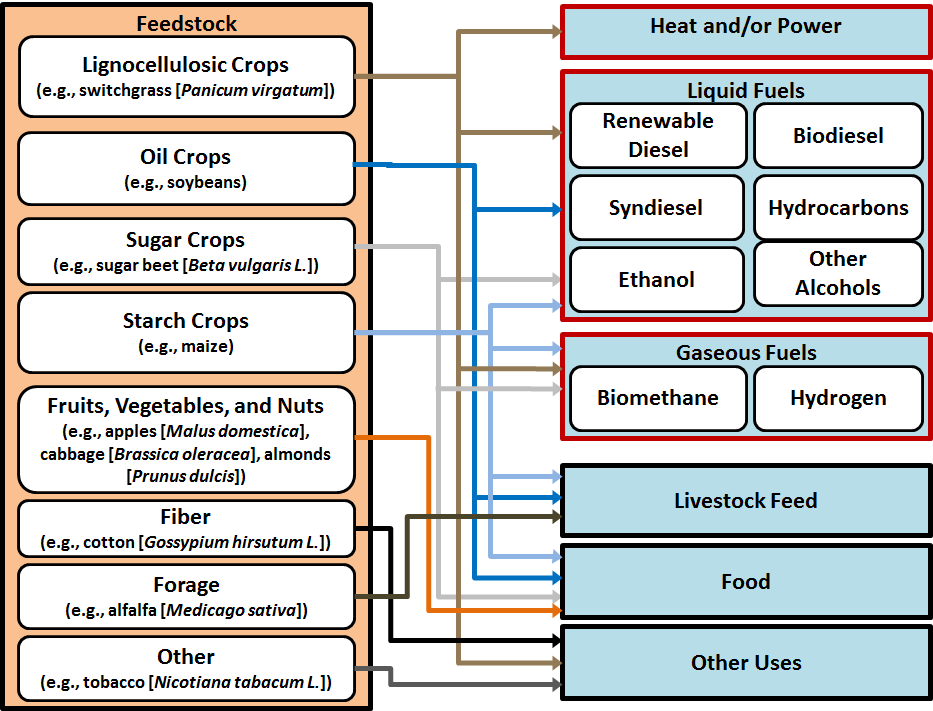 Feedstock
Lignocellulosic Crops
(e.g., switchgrass [Panicum virgatum])
Oil Crops
(e.g., soybeans)
Sugar Crops
(e.g., sugar beet [Beta vulgaris L.])
Starch Crops
(e.g., maize)
Fruits, Vegetables, and Nuts
(e.g., apples [Malus domestica],
cabbage [Brassica oleracea], almonds
[Prunus dulcis])
Fiber
(e.g., cotton [Gossypium hirsutum L.])
Forage
(e.g., alfalfa [Medicago sativa])
Other
(e.g., tobacco [Nicotiana tabacum L.])
Heat and/or Power
Liquid Fuels
Renewable
Diesel
Biodiesel
Syndiesel
Hydrocarbons
Ethanol
Other
Alcohols
Gaseous Fuels
Biomethane
Hydrogen
Livestock Feed
Food
Other Uses